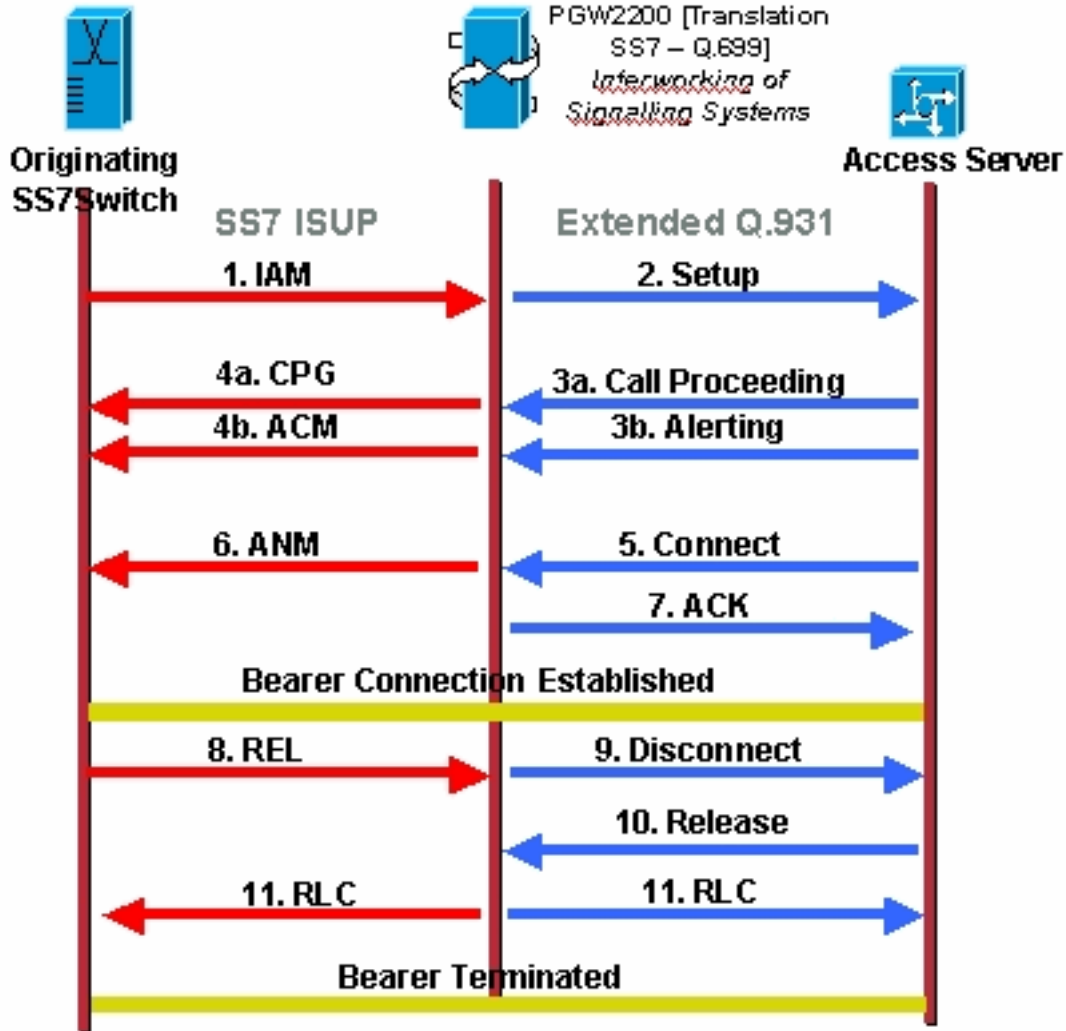 PGW2200 [Translation
SS7 – Q.699]
Interworking of
Signalling Systems
Originating
SS7Switch
Access Server
SS7 ISUP
Extended Q.931
1. IAM
2. Setup
4a. CPG
3a. Call Proceeding
4b. ACM
3b. Alerting
6. ANM
5. Connect
7. ACK
Bearer Connection Established
8. REL
9. Disconnect
10. Release
11. RLC
11. RLC
Bearer Terminated